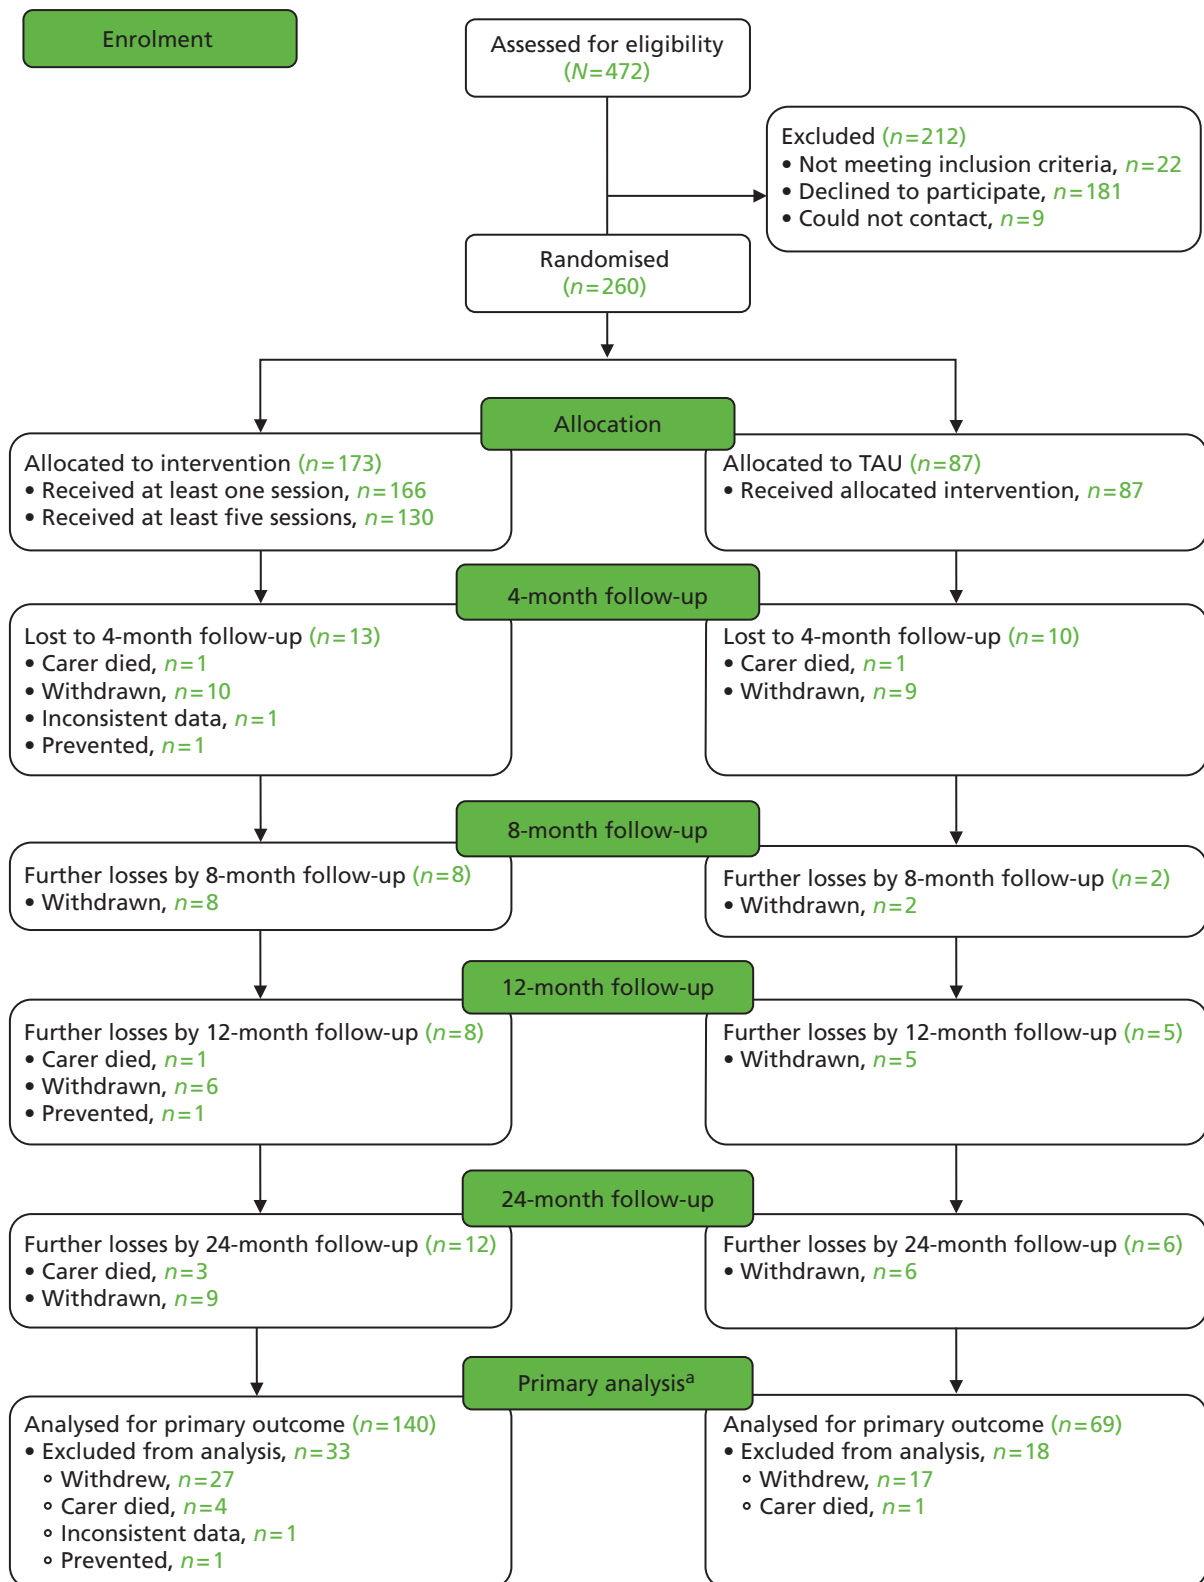 Enrolment
Assessed for eligibility
(N=472)
Excluded (n=212)
• Not meeting inclusion criteria, n=22
• Declined to participate, n=181
• Could not contact, n=9
Randomised
(n=260)
Allocation
Allocated to intervention (n=173)
• Received at least one session, n=166
• Received at least five sessions, n=130
Allocated to TAU (n=87)
• Received allocated intervention, n=87
4-month follow-up
Lost to 4-month follow-up (n=13)
• Carer died, n=1
• Withdrawn, n=10
• Inconsistent data, n=1
• Prevented, n=1
Lost to 4-month follow-up (n=10)
• Carer died, n=1
• Withdrawn, n=9
8-month follow-up
Further losses by 8-month follow-up (n=8)
• Withdrawn, n=8
Further losses by 8-month follow-up (n=2)
• Withdrawn, n=2
12-month follow-up
Further losses by 12-month follow-up (n=8)
• Carer died, n=1
• Withdrawn, n=6
• Prevented, n=1
Further losses by 12-month follow-up (n=5)
• Withdrawn, n=5
24-month follow-up
Further losses by 24-month follow-up (n=12)
• Carer died, n=3
• Withdrawn, n=9
Further losses by 24-month follow-up (n=6)
• Withdrawn, n=6
Primary analysisᵃ
Analysed for primary outcome (n=140)
• Excluded from analysis, n=33
⚬ Withdrew, n=27
⚬ Carer died, n=4
⚬ Inconsistent data, n=1
⚬ Prevented, n=1
Analysed for primary outcome (n=69)
• Excluded from analysis, n=18
⚬ Withdrew, n=17
⚬ Carer died, n=1